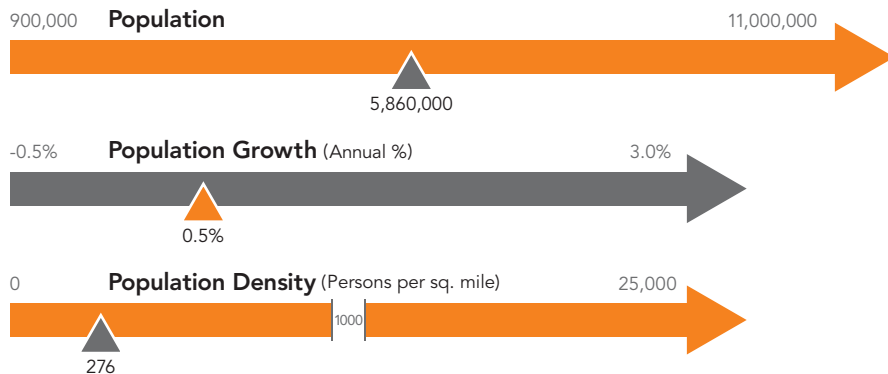 900,000 Population 11,000,000
5,860,000
-0.5% Population Growth (Annual %) 3.0%
0.5%
0 Population Density (Persons per sq. mile) 25,000
1000
276